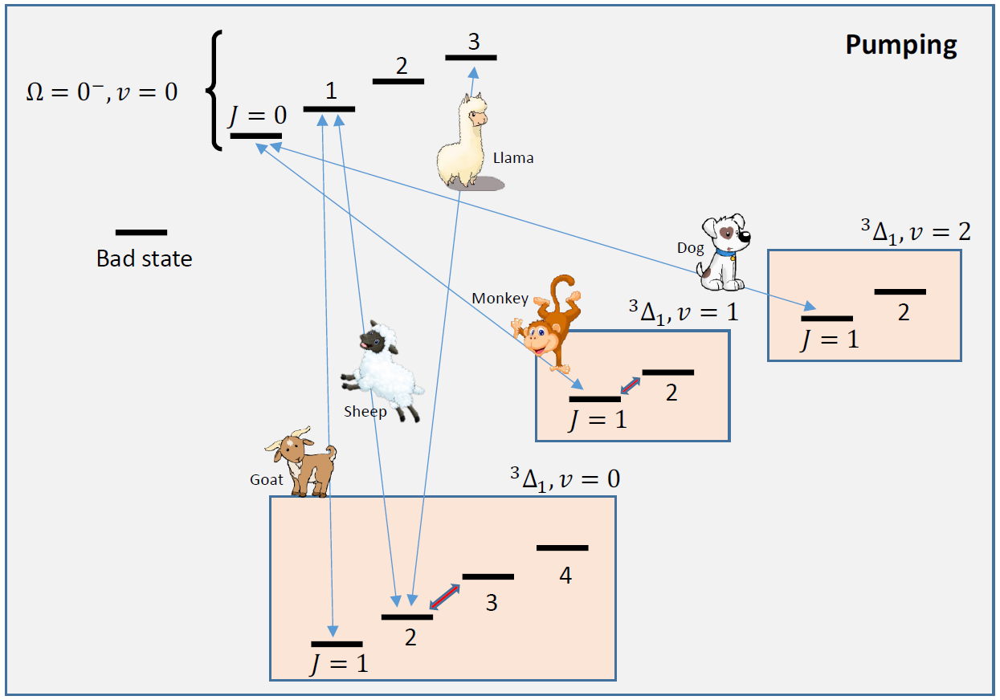 Pumping
3
2
1
Ω = 0⁻, v = 0
J = 0
Llama
Bad state
Dog
³Δ₁, v = 2
2
J = 1
Monkey
³Δ₁, v = 1
2
J = 1
Sheep
Goat
³Δ₁, v = 0
4
3
2
J = 1